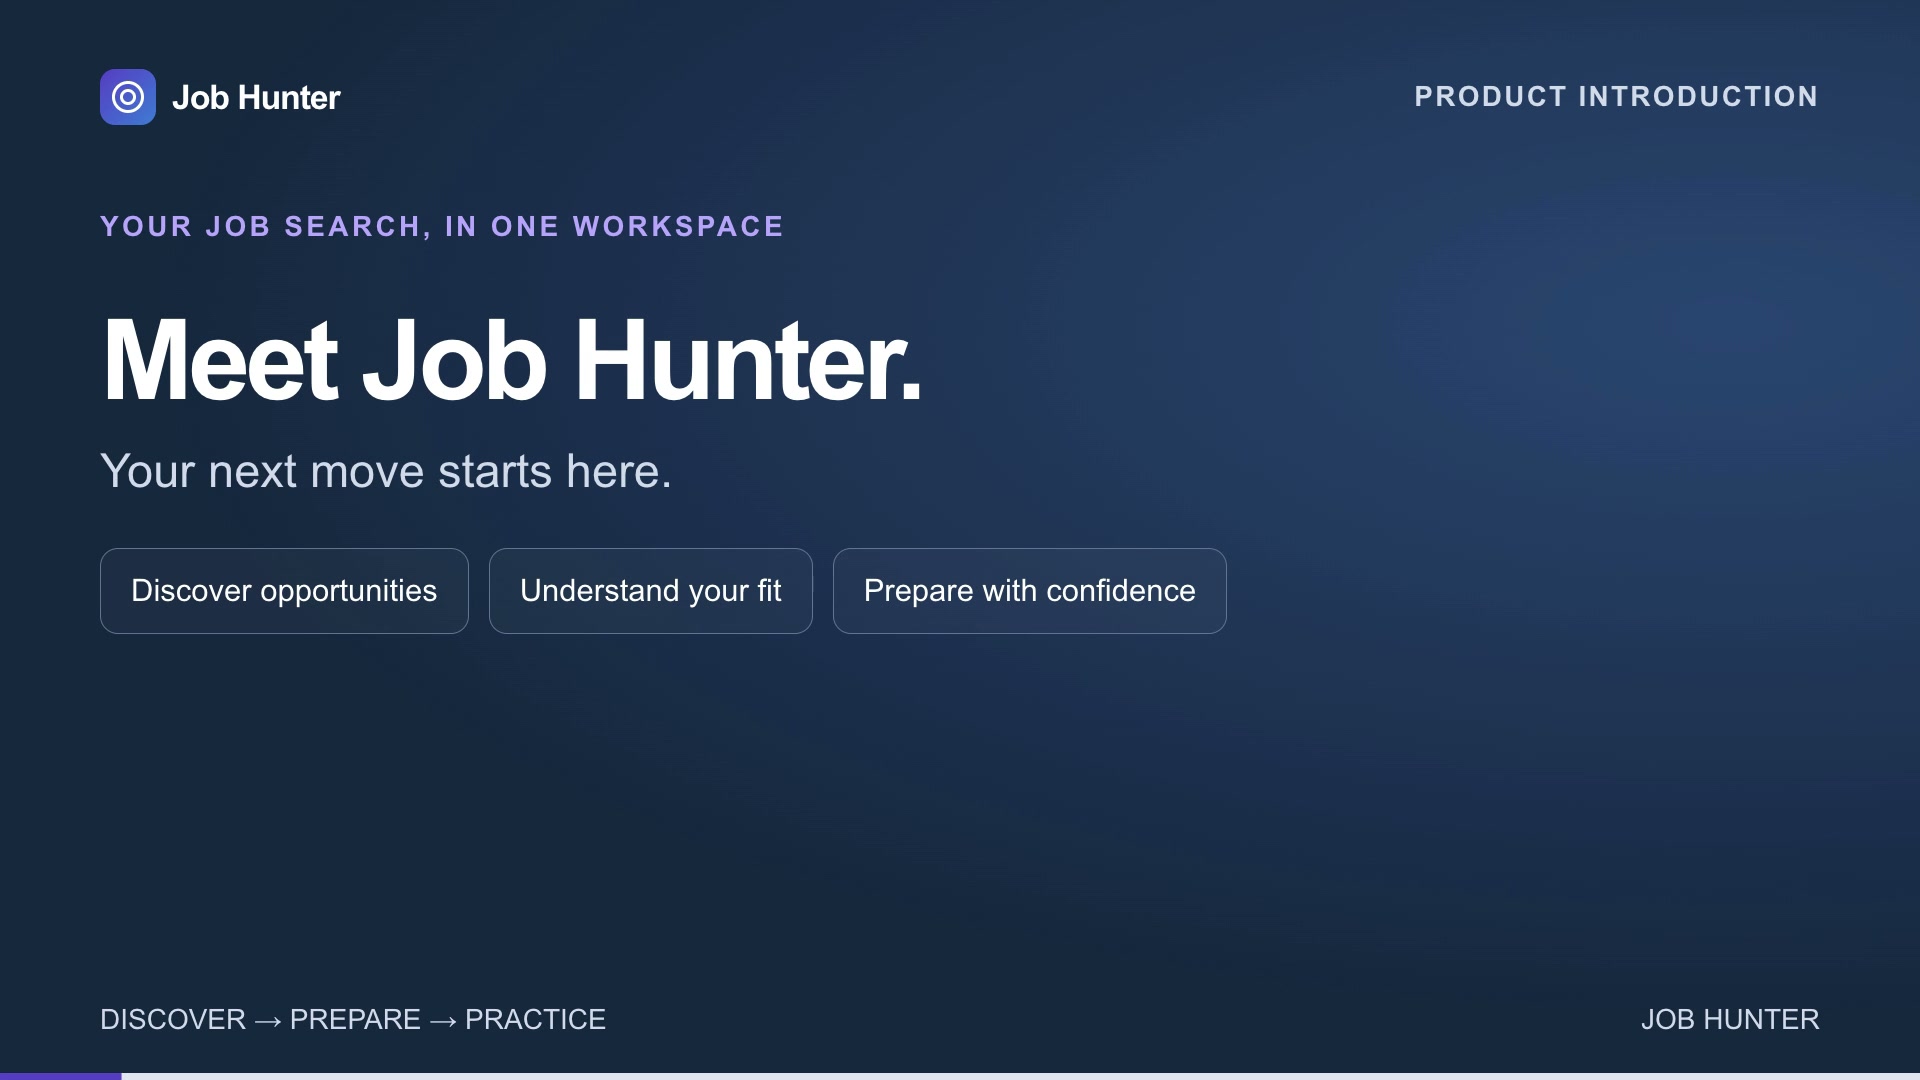 Job Hunter
PRODUCT INTRODUCTION
YOUR JOB SEARCH, IN ONE WORKSPACE
Meet Job Hunter.
Your next move starts here.
Discover opportunities
Understand your fit
Prepare with confidence
DISCOVER → PREPARE → PRACTICE
JOB HUNTER